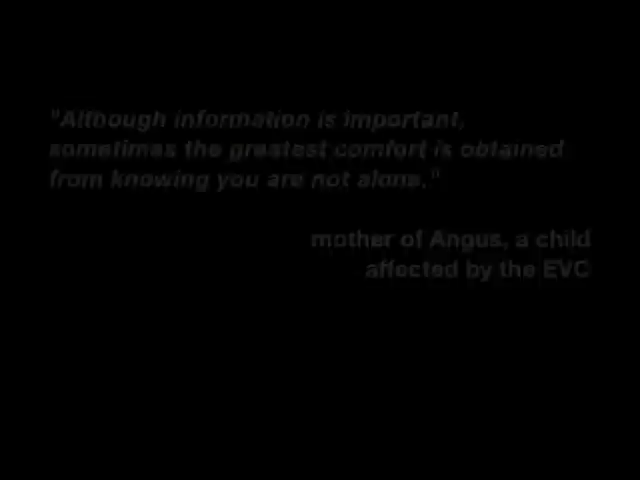 "Although information is important,
sometimes the greatest comfort is obtained
from knowing you are not alone."
mother of Angus, a child
affected by the EVC